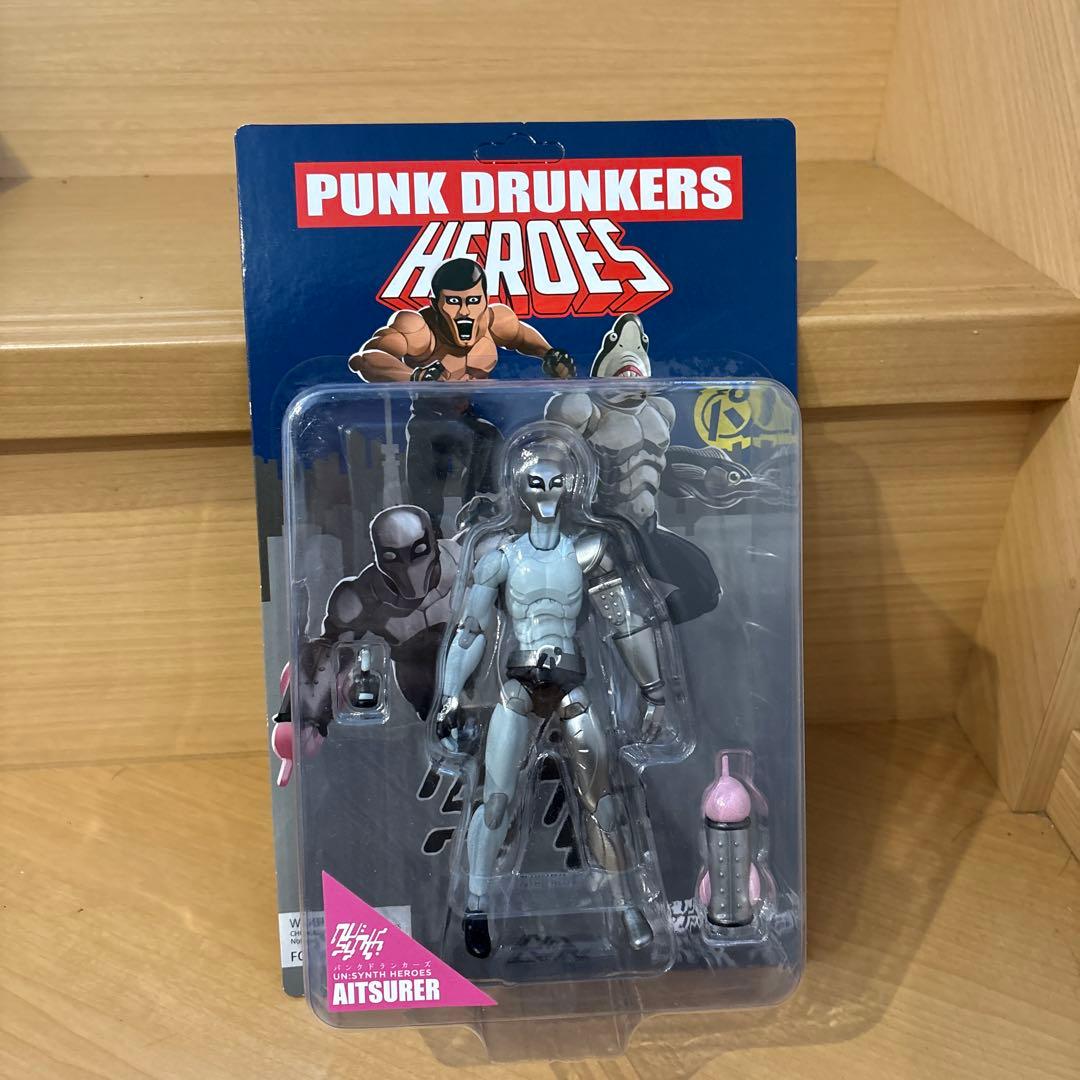 PUNK DRUNKERS
HEROES
パンクドランカーズ
UN:SYNTH HEROES
AITSURER